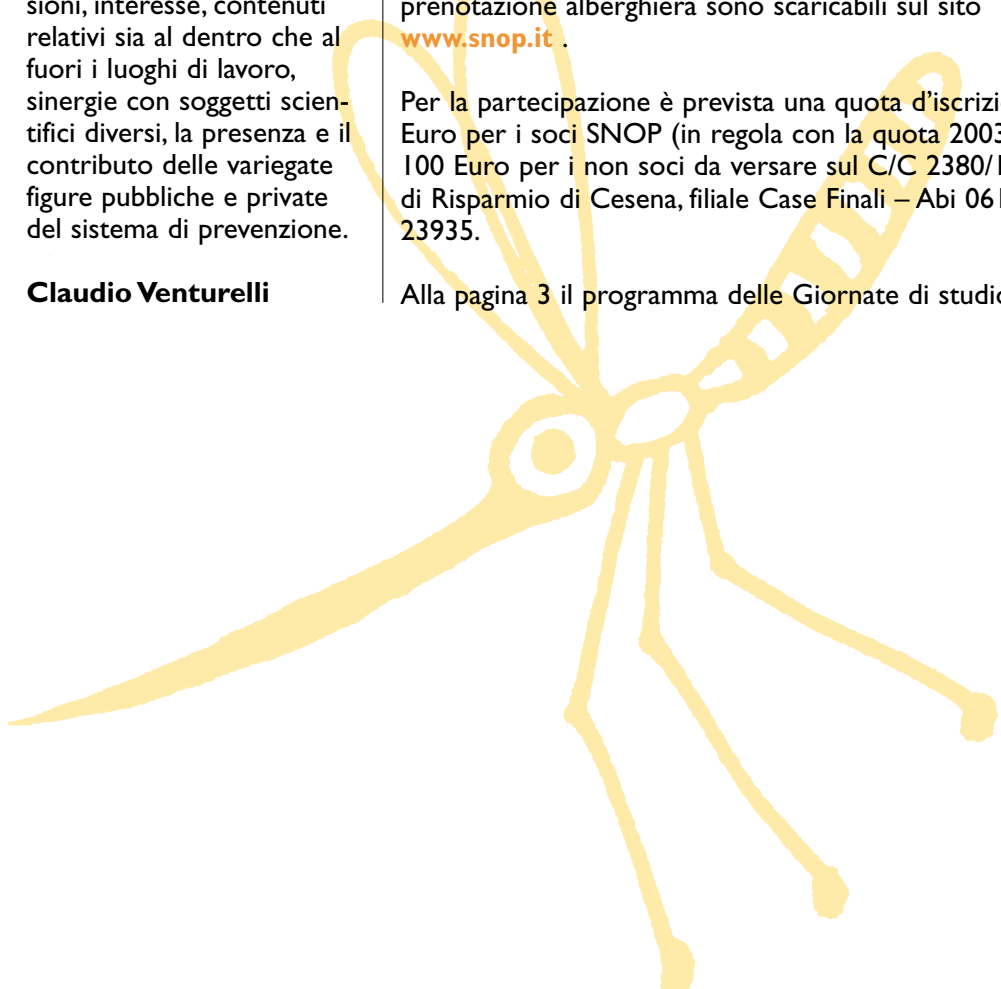 sioni, interesse, contenuti
relativi sia al dentro che al
fuori i luoghi di lavoro,
sinergie con soggetti scien-
tifici diversi, la presenza e il
contributo delle variegate
figure pubbliche e private
del sistema di prevenzione.
Claudio Venturelli
prenotazione alberghiera sono scaricabili sul sito
www.snop.it .
Per la partecipazione è prevista una quota d'iscrizi
Euro per i soci SNOP (in regola con la quota 2003
100 Euro per i non soci da versare sul C/C 2380/1
di Risparmio di Cesena, filiale Case Finali – Abi 061
23935.
Alla pagina 3 il programma delle Giornate di studio